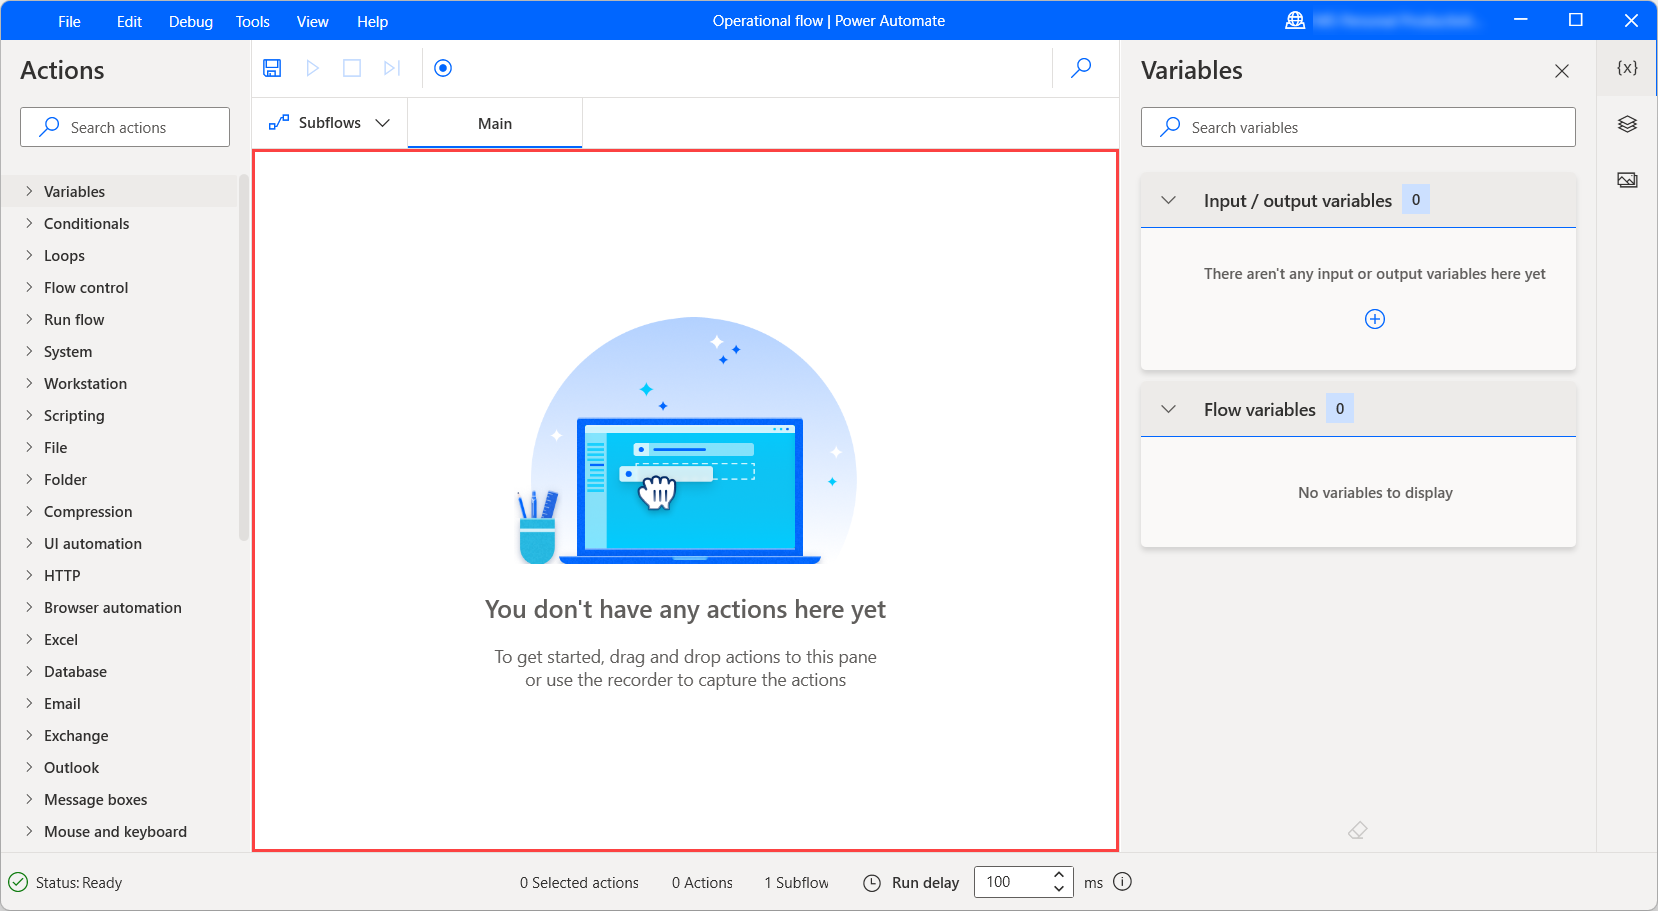 File Edit Debug Tools View Help Operational flow | Power Automate
Actions
Search actions
Variables
Conditionals
Loops
Flow control
Run flow
System
Workstation
Scripting
File
Folder
Compression
UI automation
HTTP
Browser automation
Excel
Database
Email
Exchange
Outlook
Message boxes
Mouse and keyboard
Subflows Main
You don't have any actions here yet
To get started, drag and drop actions to this pane
or use the recorder to capture the actions
Variables
{x}
Search variables
Input / output variables 0
There aren't any input or output variables here yet
Flow variables 0
No variables to display
Status: Ready 0 Selected actions 0 Actions 1 Subflow Run delay 100 ms